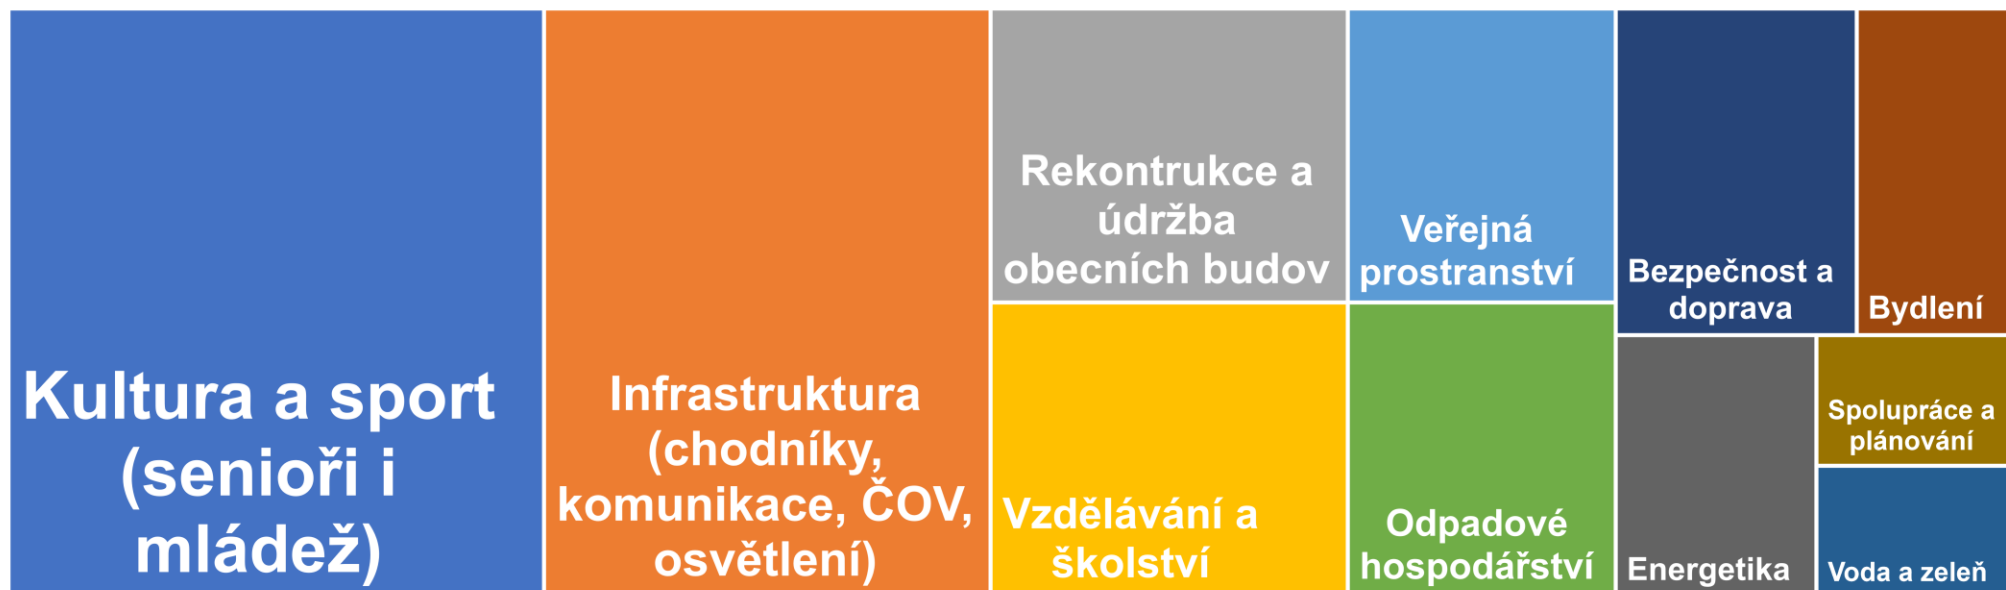 Kultura a sport
(senioři i
mládež)
Infrastruktura
(chodníky,
komunikace, ČOV,
osvětlení)
Rekontrukce a
údržba
obecních budov
Vzdělávání a
školství
Veřejná
prostranství
Odpadové
hospodářství
Bezpečnost a
doprava
Bydlení
Energetika
Spolupráce a
plánování
Voda a zeleň